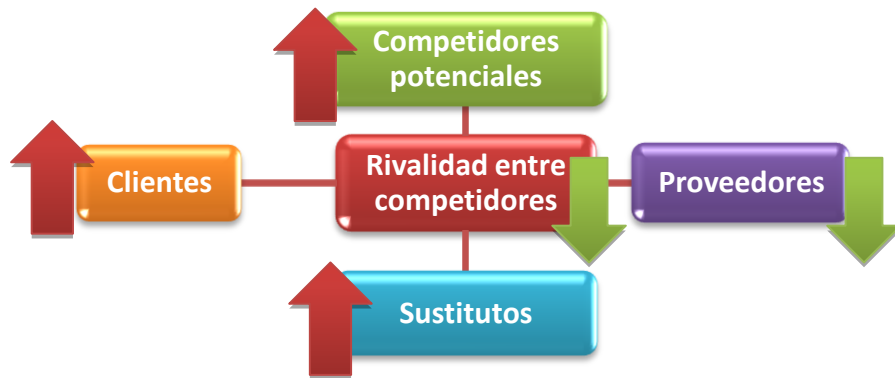 Competidores
potenciales
Clientes
Rivalidad entre
competidores
Proveedores
Sustitutos